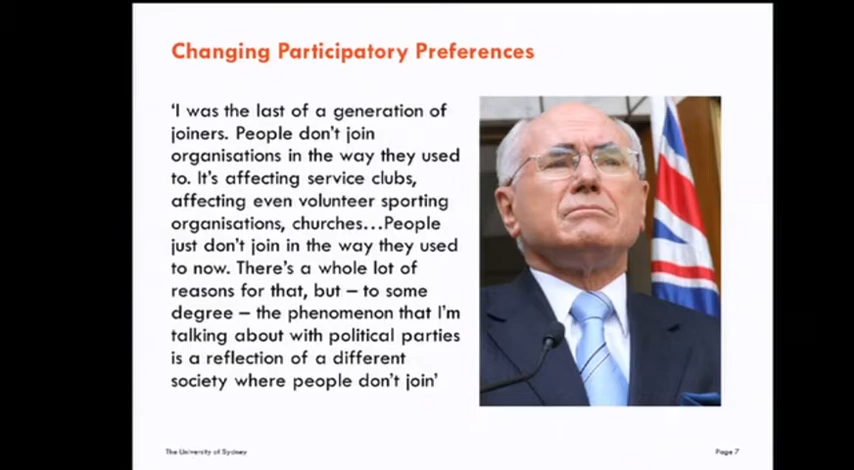 Changing Participatory Preferences
‘I was the last of a generation of
joiners. People don’t join
organisations in the way they used
to. It’s affecting service clubs,
affecting even volunteer sporting
organisations, churches…People
just don’t join in the way they used
to now. There’s a whole lot of
reasons for that, but – to some
degree – the phenomenon that I’m
talking about with political parties
is a reflection of a different
society where people don’t join’
The University of Sydney
Page 7